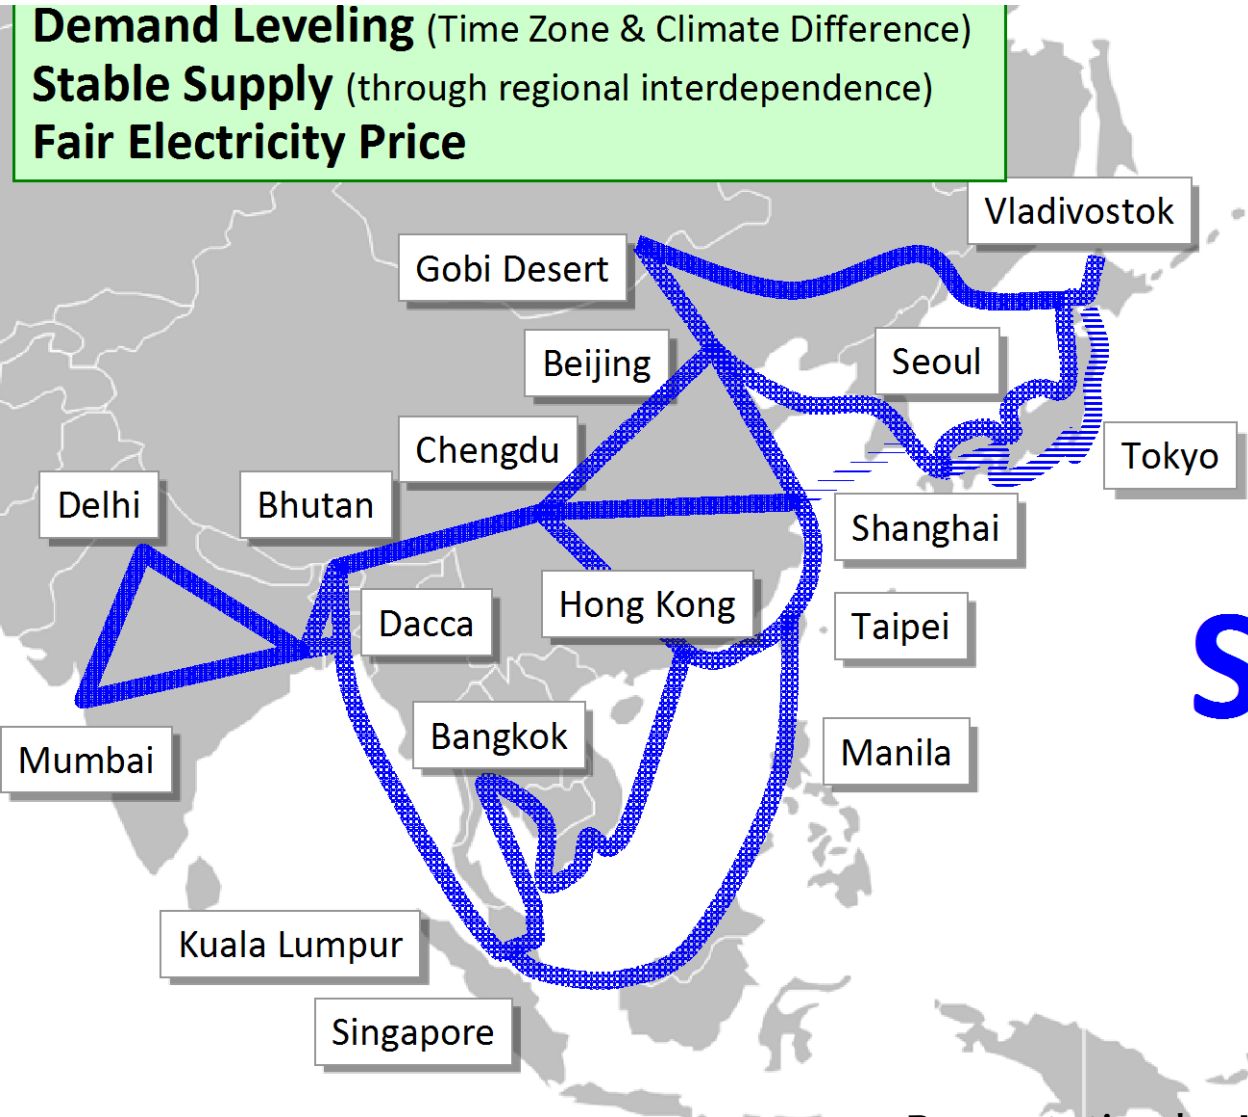 Demand Leveling (Time Zone & Climate Difference)
Stable Supply (through regional interdependence)
Fair Electricity Price
Vladivostok
Gobi Desert
Beijing
Seoul
Chengdu
Tokyo
Delhi
Bhutan
Shanghai
Hong Kong
Dacca
Taipei
S
Bangkok
Manila
Mumbai
Kuala Lumpur
Singapore